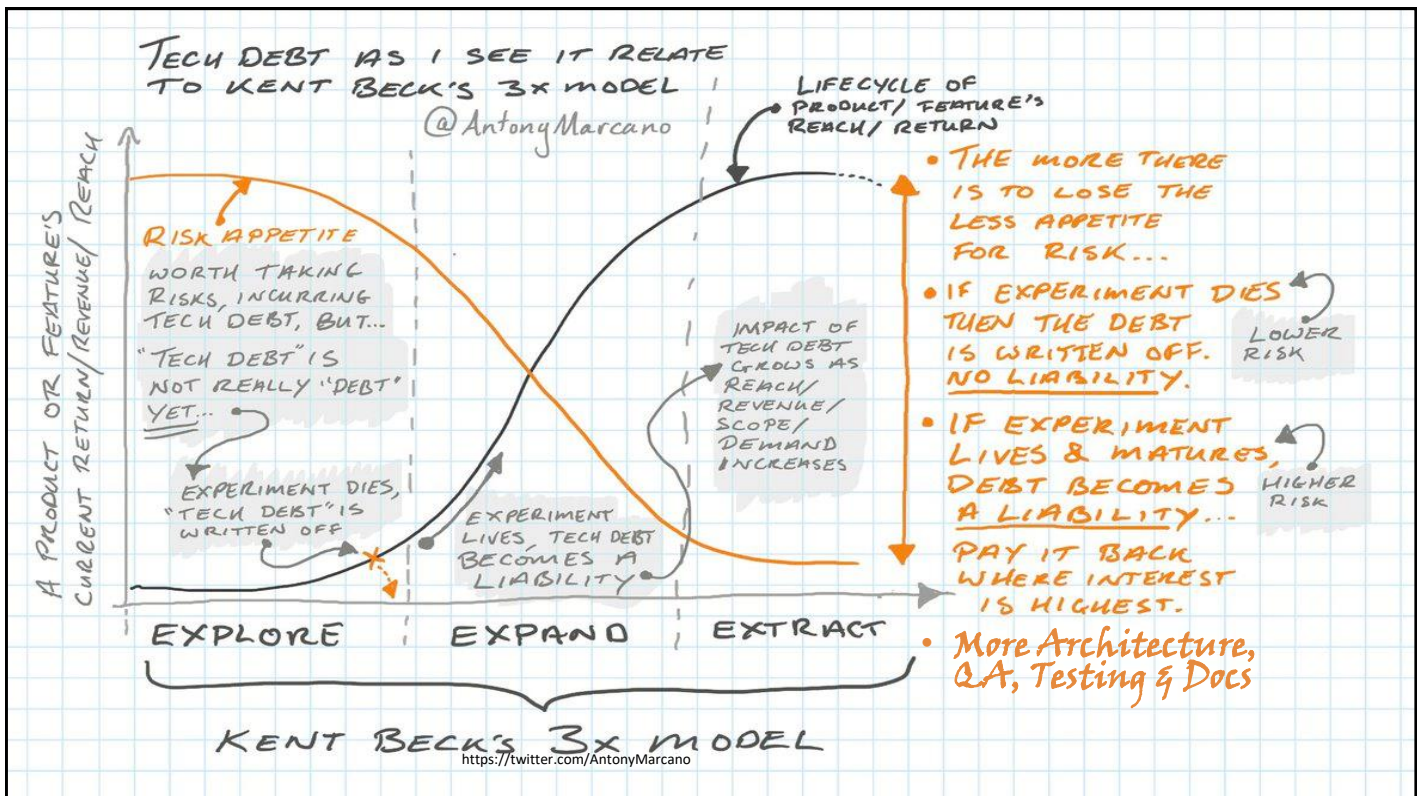 TECH DEBT AS I SEE IT RELATE
TO KENT BECK'S 3X MODEL
@AntonyMarcano
LIFECYCLE OF
PRODUCT/ FEATURE'S
REACH/ RETURN
A PRODUCT OR FEATURE'S
CURRENT RETURN/REVENUE/ REACH
RISK APPETITE
WORTH TAKING
RISKS, INCURRING
TECH DEBT, BUT...
"TECH DEBT" IS
NOT REALLY "DEBT"
YET...
EXPERIMENT DIES,
"TECH DEBT" IS
WRITTEN OFF
EXPERIMENT
LIVES, TECH DEBT
BECOMES A
LIABILITY
IMPACT OF
TECH DEBT
GROWS AS
REACH/
REVENUE/
SCOPE/
DEMAND
INCREASES
• THE MORE THERE
IS TO LOSE THE
LESS APPETITE
FOR RISK...
• IF EXPERIMENT DIES
THEN THE DEBT
IS WRITTEN OFF.
NO LIABILITY.
LOWER
RISK
• IF EXPERIMENT
LIVES & MATURES,
DEBT BECOMES
A LIABILITY...
HIGHER
RISK
PAY IT BACK
WHERE INTEREST
IS HIGHEST.
• More Architecture,
QA, Testing & Docs
EXPLORE
EXPAND
EXTRACT
KENT BECK'S 3X MODEL
https://twitter.com/AntonyMarcano